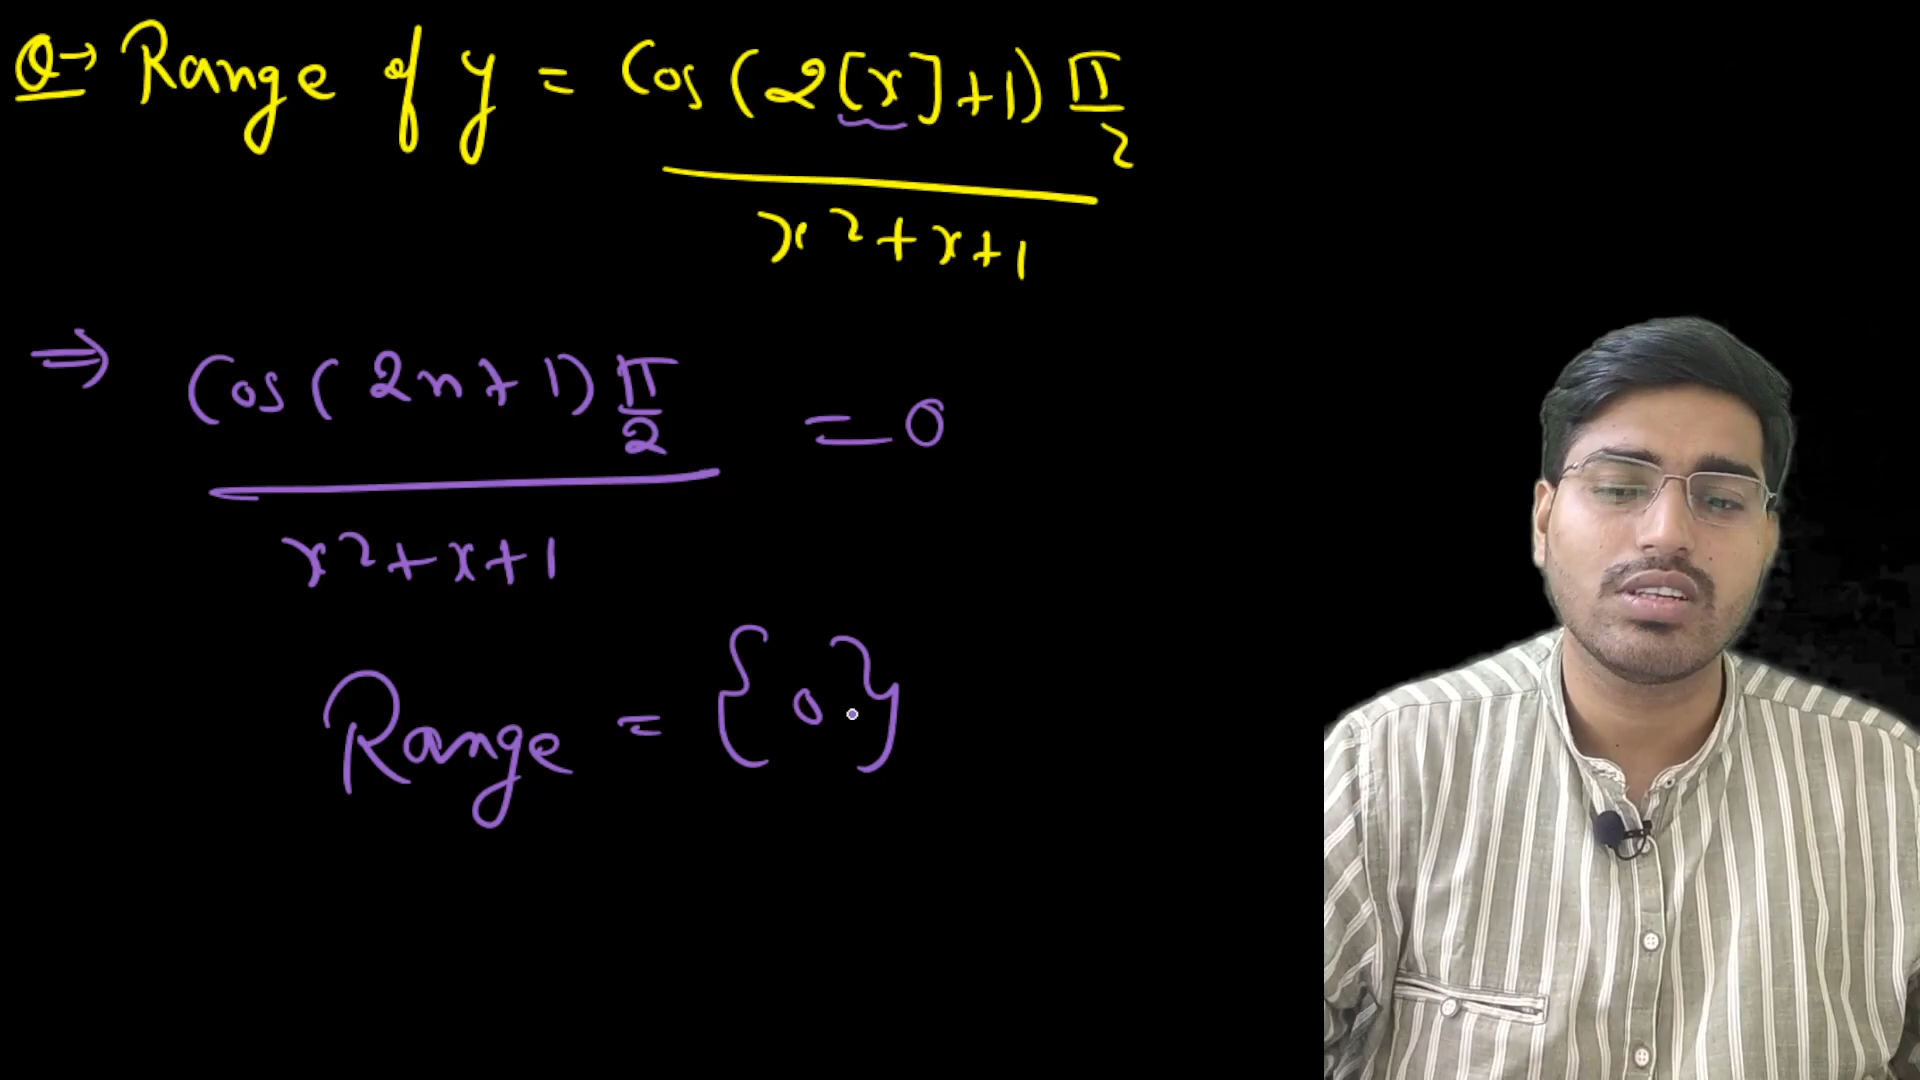 Q→ Range of y = Cos (2[x]+1) π/2
x²+x+1
⇒ Cos (2n+1) π/2 = 0
x²+x+1
Range = {0}